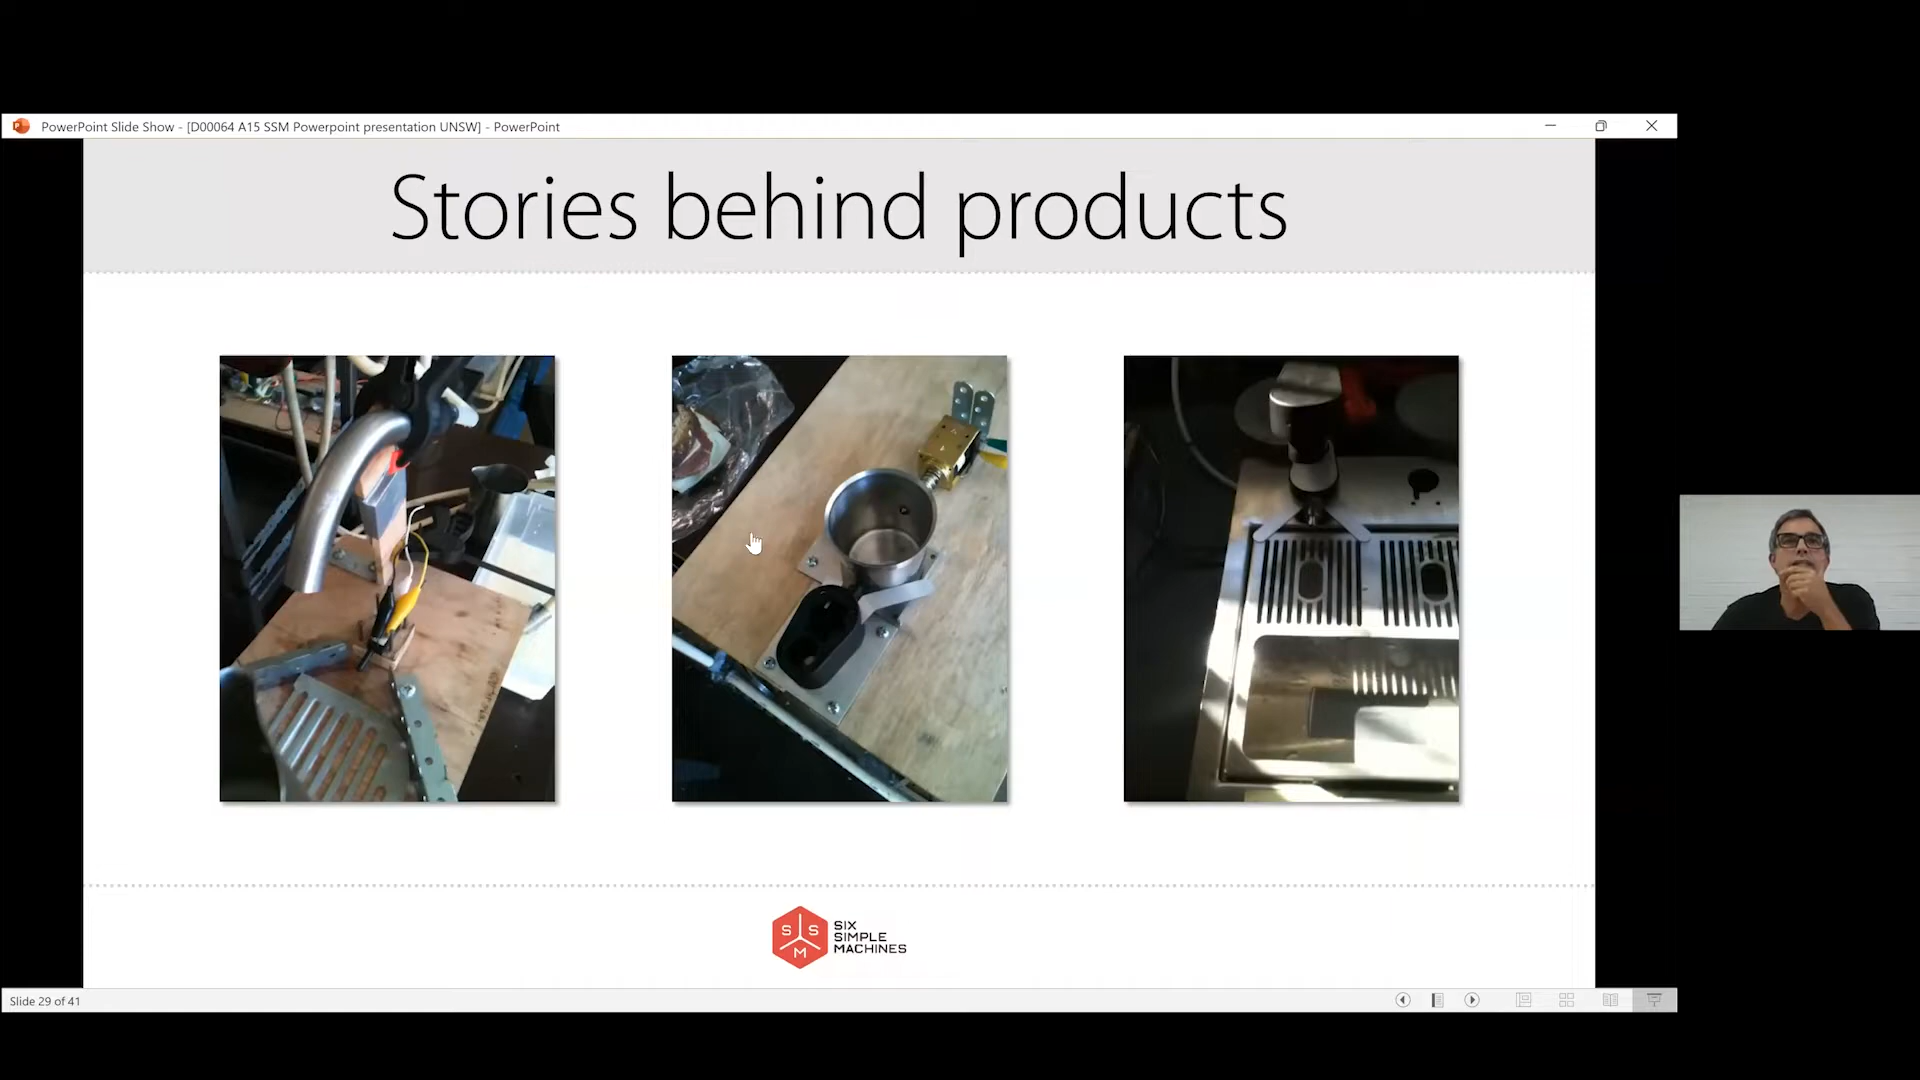 PowerPoint Slide Show - [D00064 A15 SSM Powerpoint presentation UNSW] - PowerPoint
Stories behind products
S S
M
SIX
SIMPLE
MACHINES
Slide 29 of 41